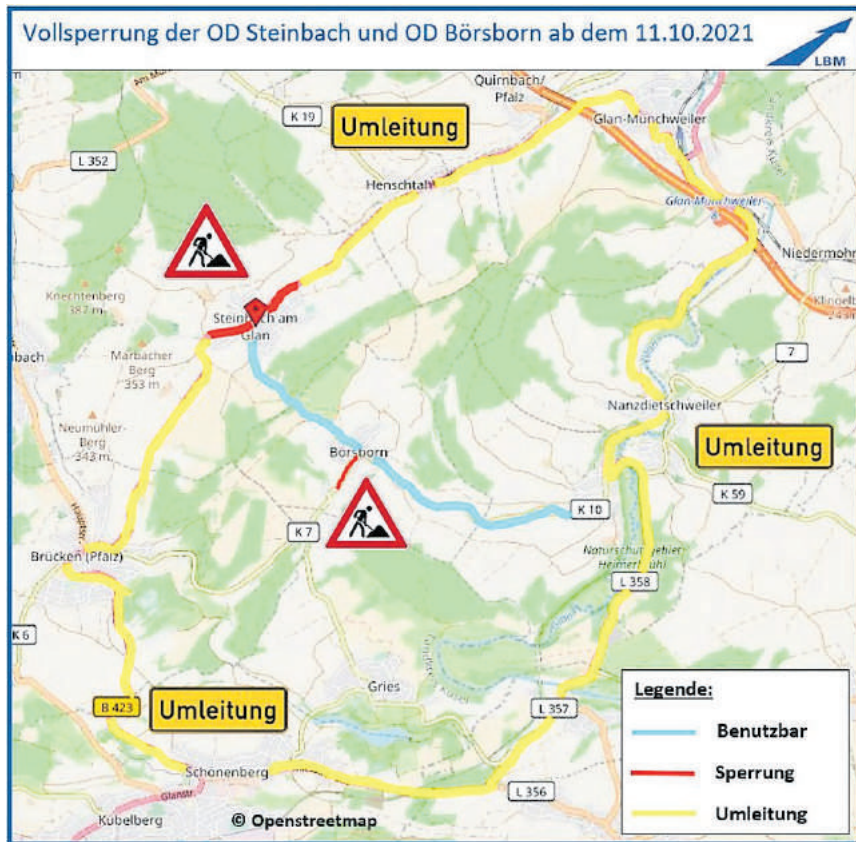 Vollsperrung der OD Steinbach und OD Börsborn ab dem 11.10.2021
LBM
Quirnbach/
Pfalz
K 19
Umleitung
Glan-Münchweiler
L 352
Henschtal
Glan-Münchweiler
Niedermohr
Knechtenberg
387 m
Steinbach am
Glan
Marbacher
Berg
353 m
7
Neumühler-
Berg
343 m
Nanzdietschweiler
Umleitung
Börsborn
K 59
K 10
Hauptstr.
K 7
Brücken (Pfalz)
Naturschutzgebiet
L 358
K 6
Gries
Legende:
B 423
Umleitung
L 357
Benutzbar
Schönenberg
Sperrung
Glanstr.
L 356
Kübelberg
© Openstreetmap
Umleitung